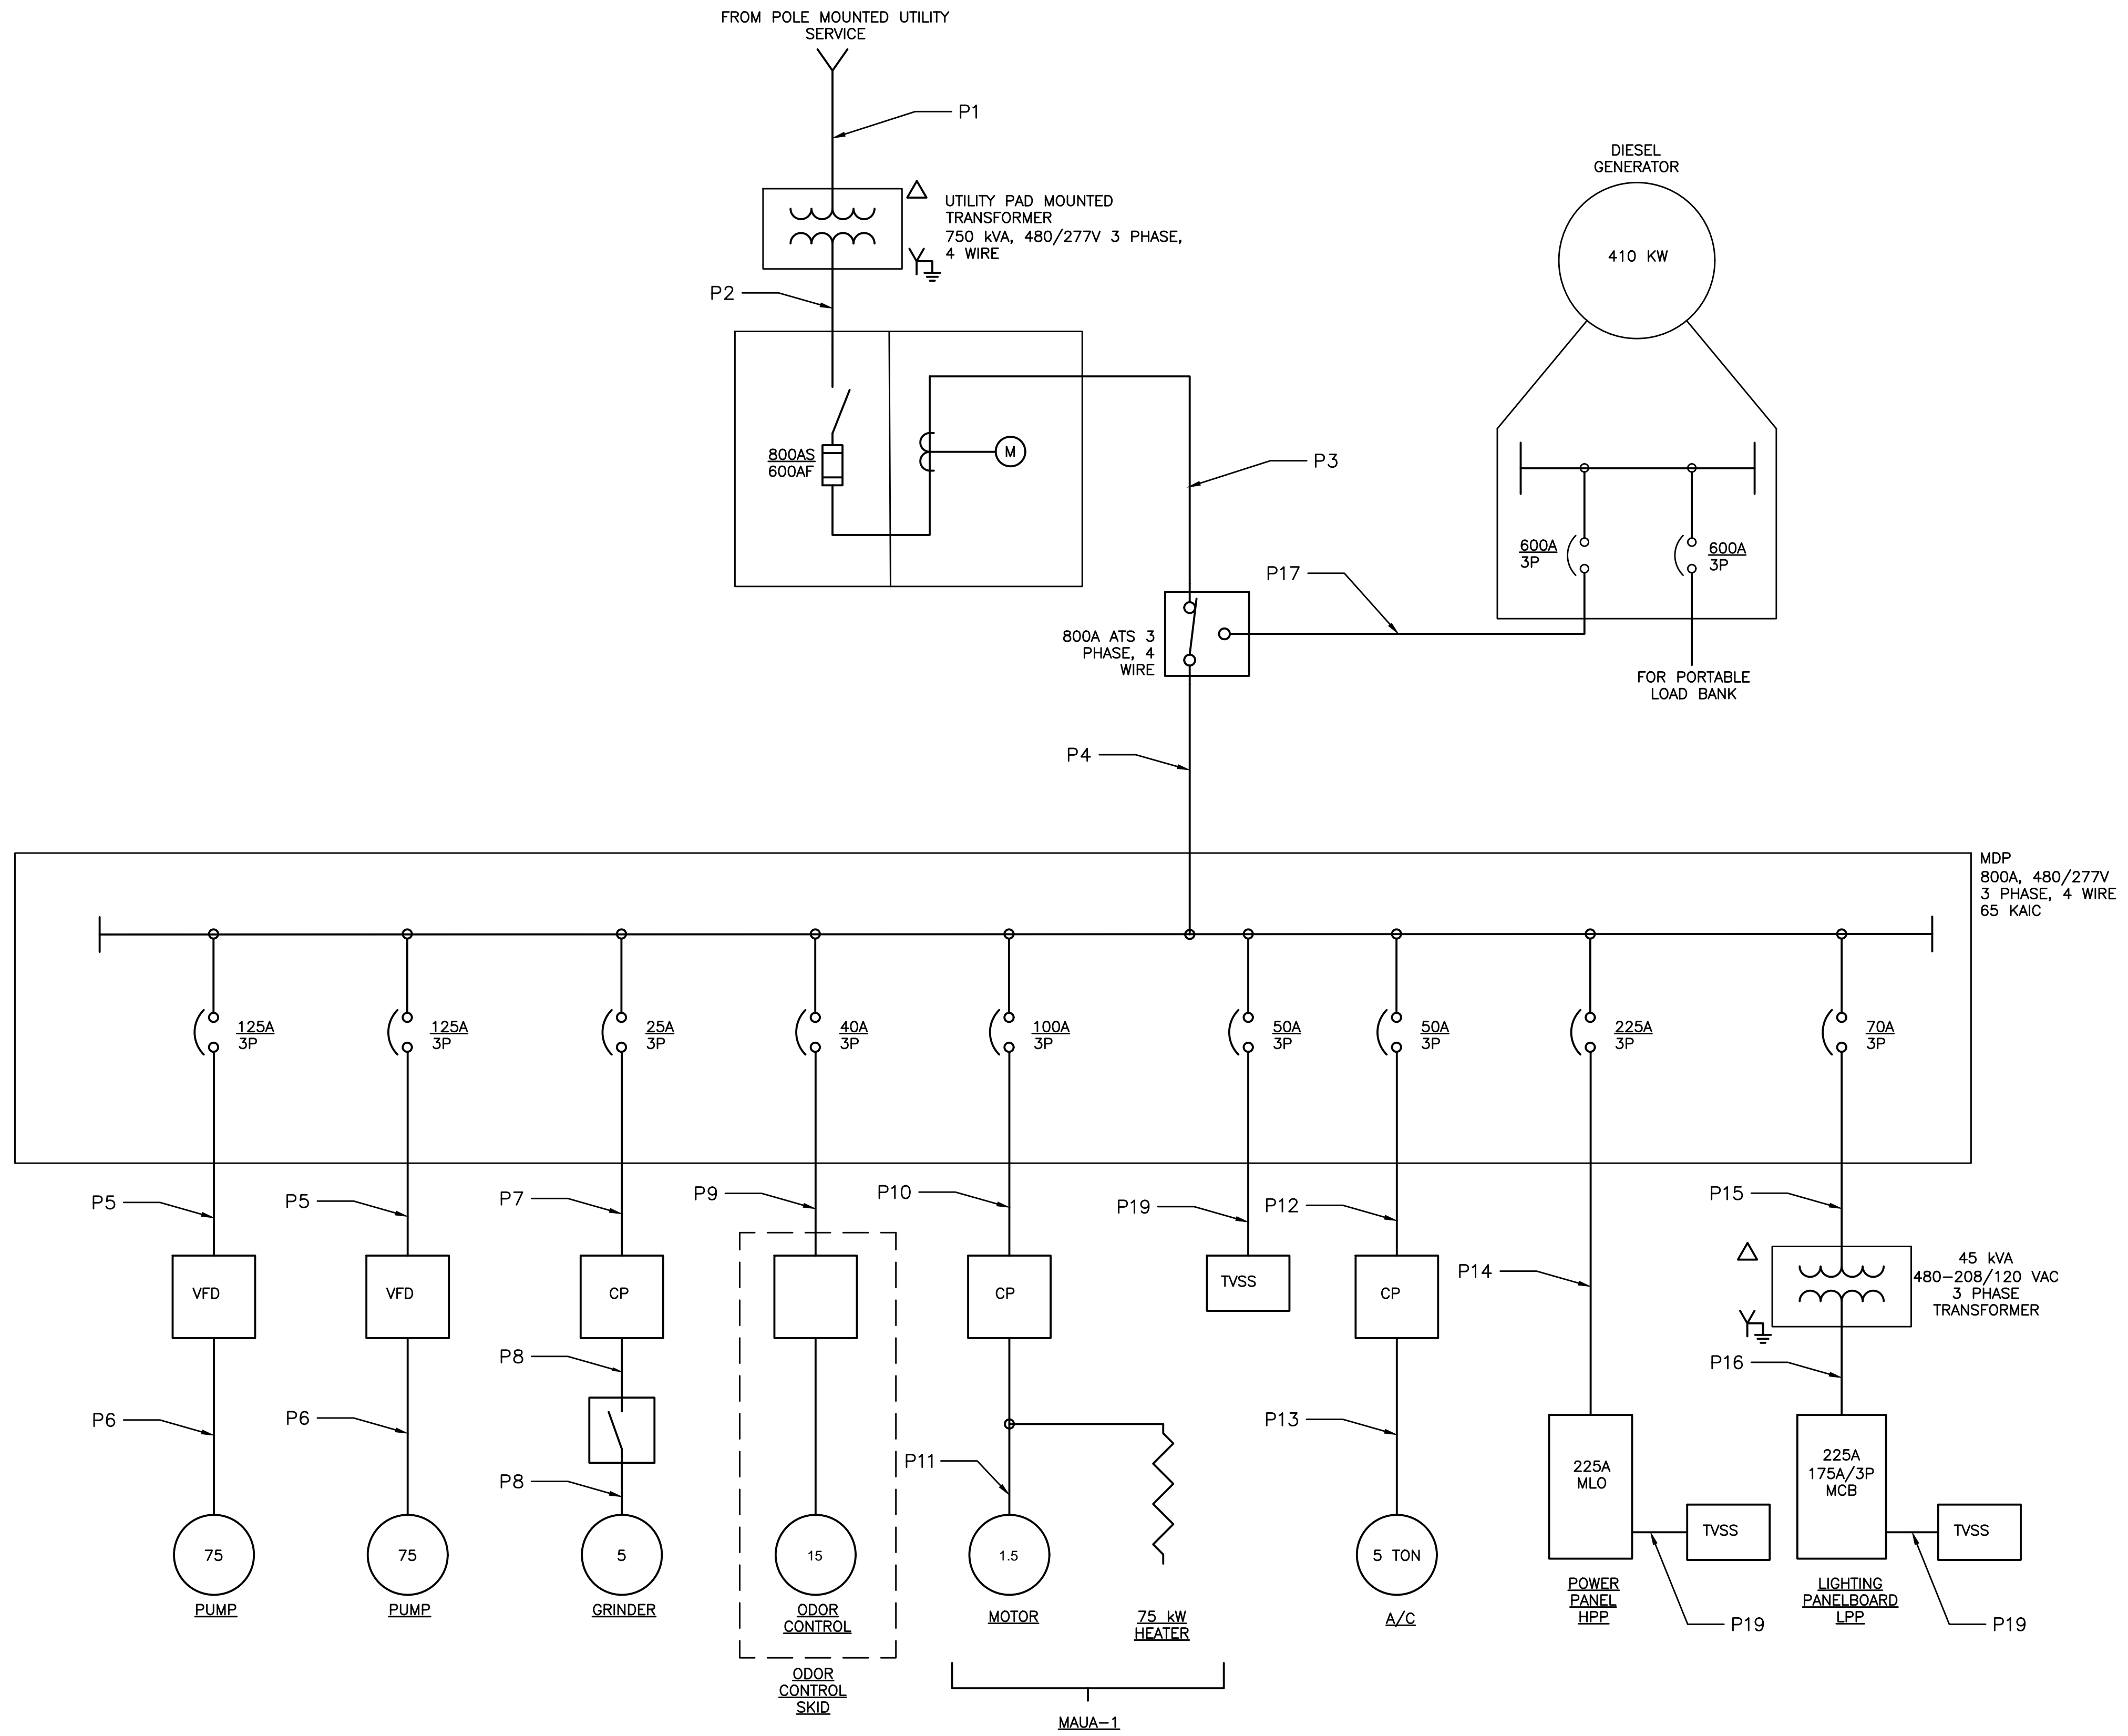 FROM POLE MOUNTED UTILITY
SERVICE
P1
UTILITY PAD MOUNTED
TRANSFORMER
750 kVA, 480/277V 3 PHASE,
4 WIRE
P2
800AS
600AF
M
P3
DIESEL
GENERATOR
410 KW
600A
3P
600A
3P
P17
800A ATS 3
PHASE, 4
WIRE
FOR PORTABLE
LOAD BANK
P4
MDP
800A, 480/277V
3 PHASE, 4 WIRE
65 KAIC
125A
3P
125A
3P
25A
3P
40A
3P
100A
3P
50A
3P
50A
3P
225A
3P
70A
3P
P5
P5
P7
P9
P10
P19
P12
P14
P15
VFD
VFD
CP
CP
TVSS
CP
45 kVA
480-208/120 VAC
3 PHASE
TRANSFORMER
P8
P16
P6
P6
P8
P11
P13
225A
MLO
225A
175A/3P
MCB
TVSS
TVSS
75
75
5
15
1.5
5 TON
PUMP
PUMP
GRINDER
ODOR
CONTROL
MOTOR
75 kW
HEATER
A/C
POWER
PANEL
HPP
P19
LIGHTING
PANELBOARD
LPP
P19
ODOR
CONTROL
SKID
MAUA-1